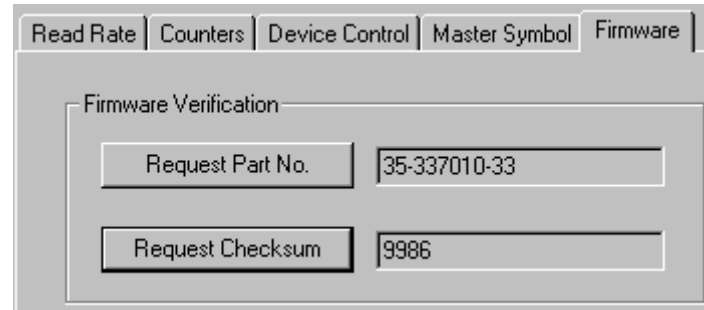 Read Rate Counters Device Control Master Symbol Firmware
Firmware Verification
Request Part No. 35-337010-33
Request Checksum 9986